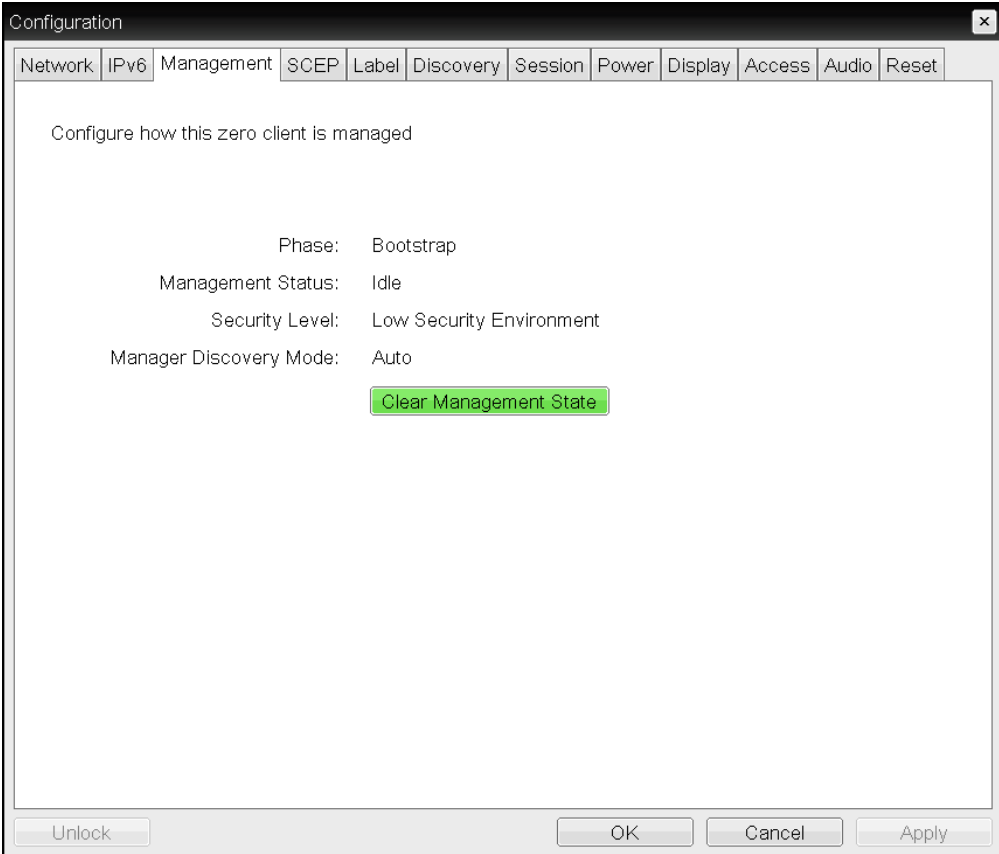 Configuration
Network IPv6 Management SCEP Label Discovery Session Power Display Access Audio Reset
Configure how this zero client is managed
Phase: Bootstrap
Management Status: Idle
Security Level: Low Security Environment
Manager Discovery Mode: Auto
Clear Management State
Unlock OK Cancel Apply